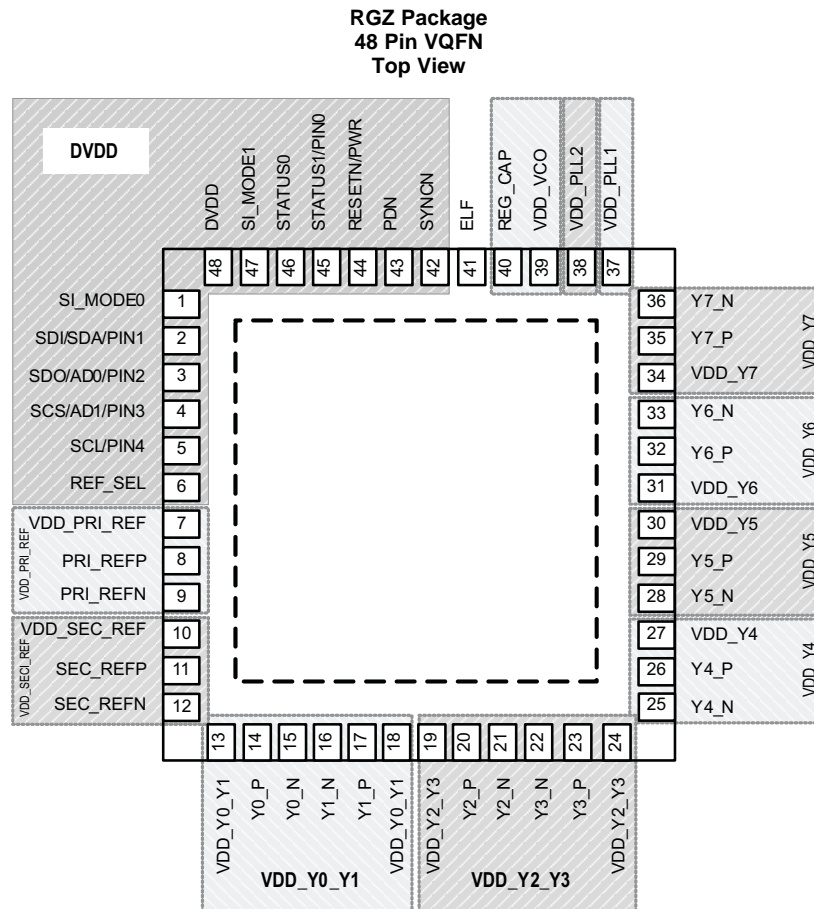 RGZ Package
48 Pin VQFN
Top View
DVDD
DVDD
SI_MODE1
STATUS0
STATUS1/PIN0
RESETN/PWR
PDN
SYNCN
ELF
REG_CAP
VDD_VCO
VDD_PLL2
VDD_PLL1
48
47
46
45
44
43
42
41
40
39
38
37
SI_MODE0 1
SDI/SDA/PIN1 2
SDO/AD0/PIN2 3
SCS/AD1/PIN3 4
SCL/PIN4 5
REF_SEL 6
VDD_PRI_REF
VDD_PRI_REF 7
PRI_REFP 8
PRI_REFN 9
VDD_SECI_REF
VDD_SEC_REF 10
SEC_REFP 11
SEC_REFN 12
36 Y7_N
35 Y7_P
34 VDD_Y7
VDD_Y7
33 Y6_N
32 Y6_P
31 VDD_Y6
VDD_Y6
30 VDD_Y5
29 Y5_P
28 Y5_N
VDD_Y5
27 VDD_Y4
26 Y4_P
25 Y4_N
VDD_Y4
13
14
15
16
17
18
19
20
21
22
23
24
VDD_Y0_Y1
Y0_P
Y0_N
Y1_N
Y1_P
VDD_Y0_Y1
VDD_Y2_Y3
Y2_P
Y2_N
Y3_N
Y3_P
VDD_Y2_Y3
VDD_Y0_Y1
VDD_Y2_Y3